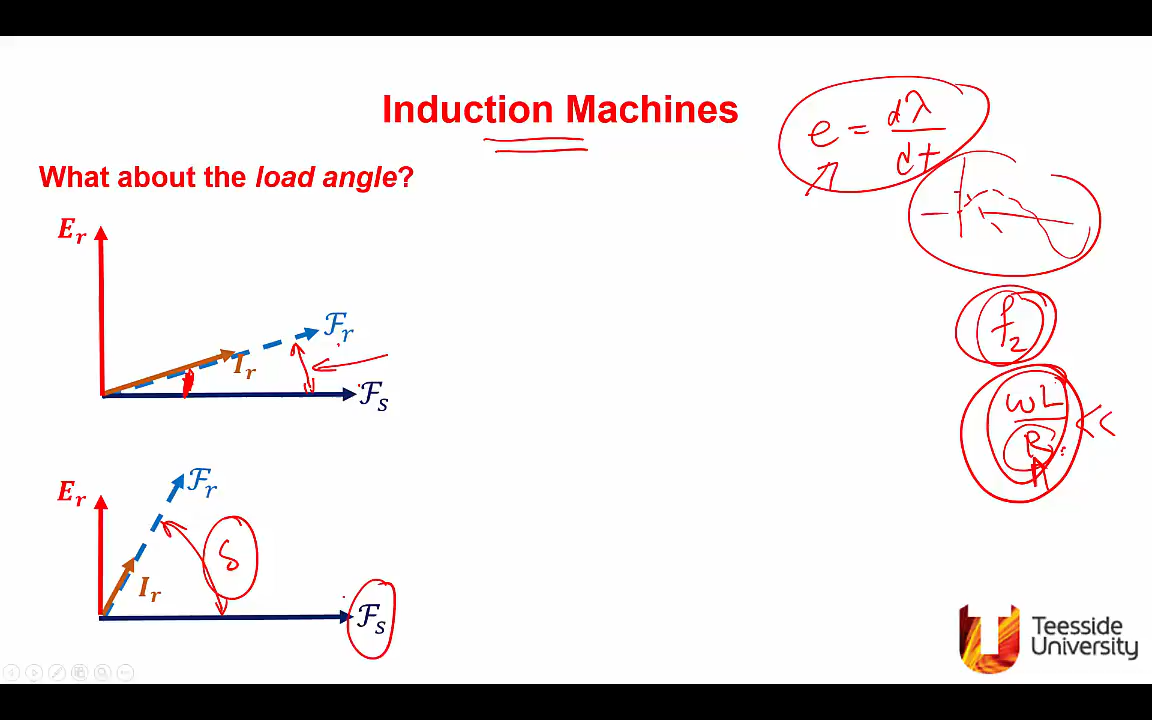 Induction Machines
e = dλ/dt
What about the load angle?
E_r
ℱ_r
I_r
ℱ_s
f_2
ωL/R <<
E_r
ℱ_r
δ
I_r
ℱ_s
Teesside
University